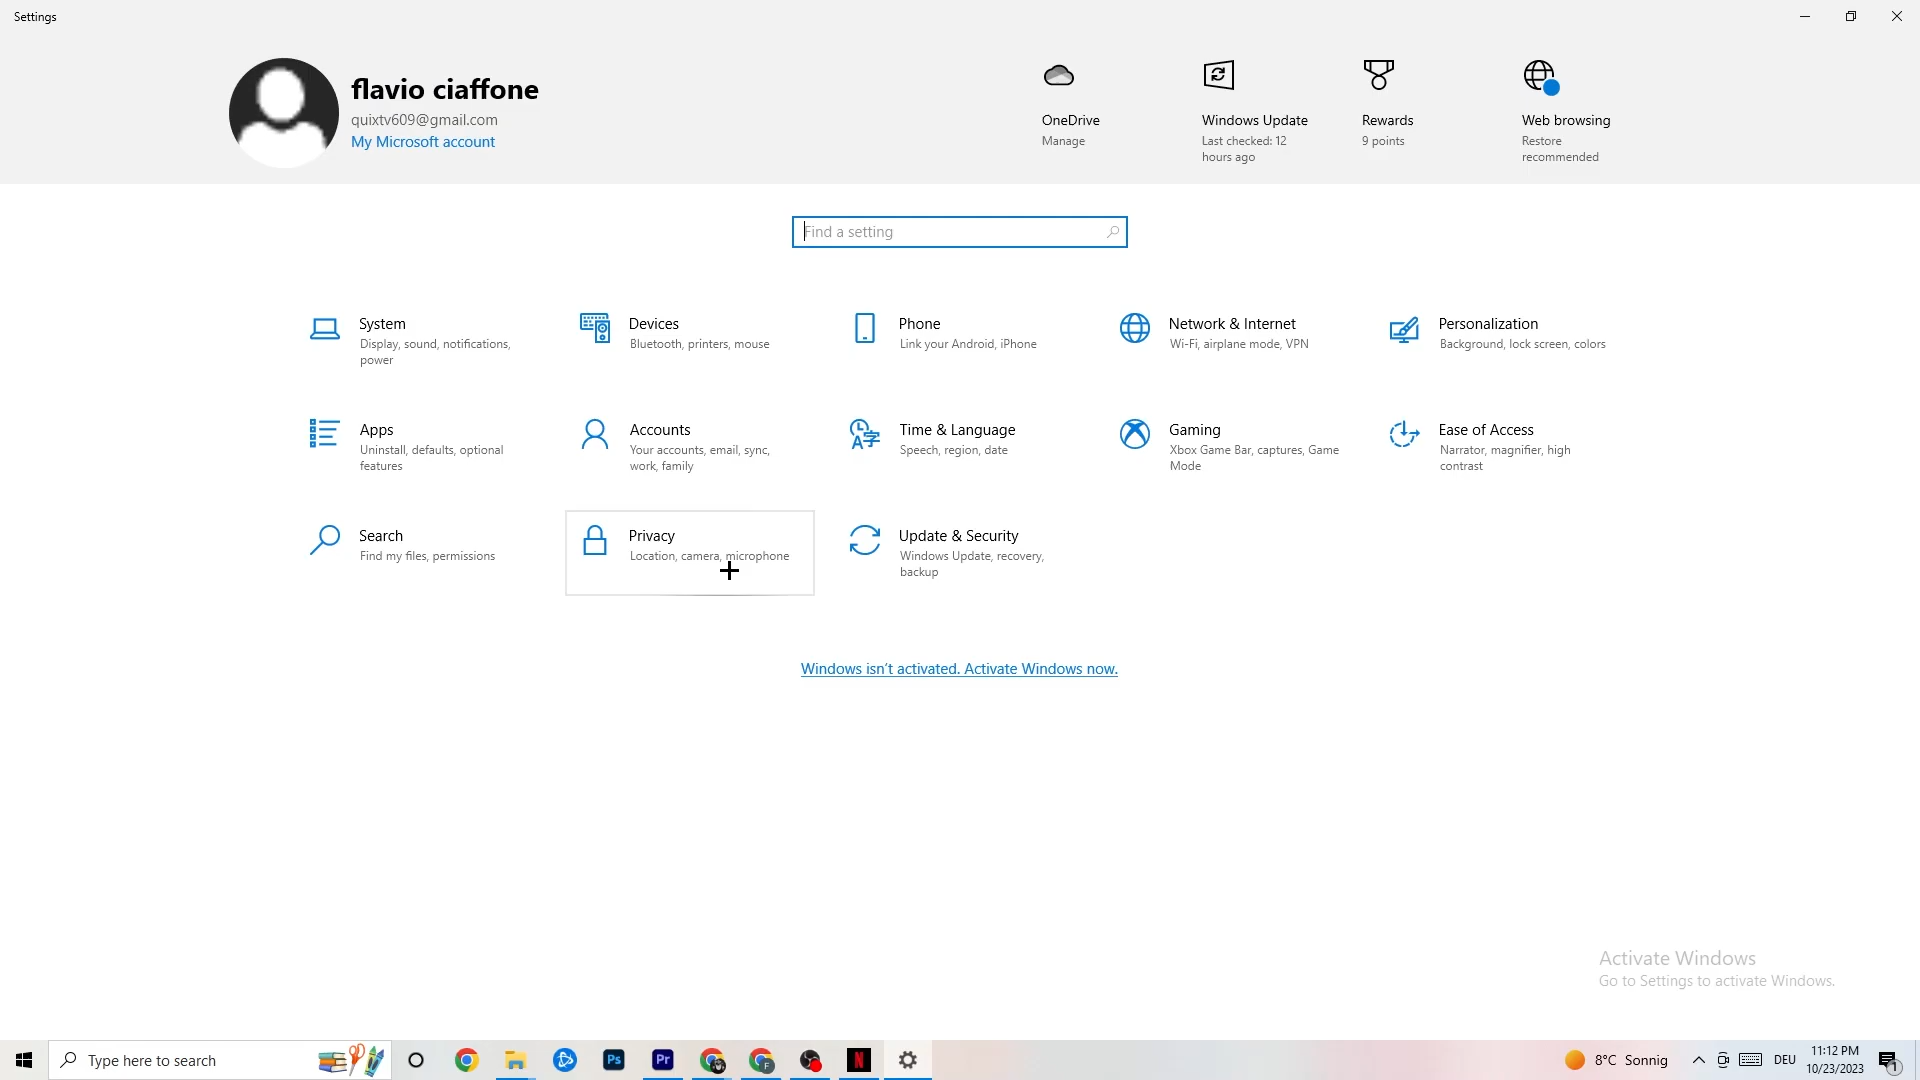 Settings
flavio ciaffone
quixtv609@gmail.com
My Microsoft account
OneDrive
Manage
Windows Update
Last checked: 12
hours ago
Rewards
9 points
Web browsing
Restore
recommended
Find a setting
System
Display, sound, notifications,
power
Devices
Bluetooth, printers, mouse
Phone
Link your Android, iPhone
Network & Internet
Wi-Fi, airplane mode, VPN
Personalization
Background, lock screen, colors
Apps
Uninstall, defaults, optional
features
Accounts
Your accounts, email, sync,
work, family
Time & Language
Speech, region, date
Gaming
Xbox Game Bar, captures, Game
Mode
Ease of Access
Narrator, magnifier, high
contrast
Search
Find my files, permissions
Privacy
Location, camera, microphone
Update & Security
Windows Update, recovery,
backup
Windows isn't activated. Activate Windows now.
Activate Windows
Go to Settings to activate Windows.
Type here to search
Ps
Pr
F
N
8°C Sonnig
DEU
11:12 PM
10/23/2023
1